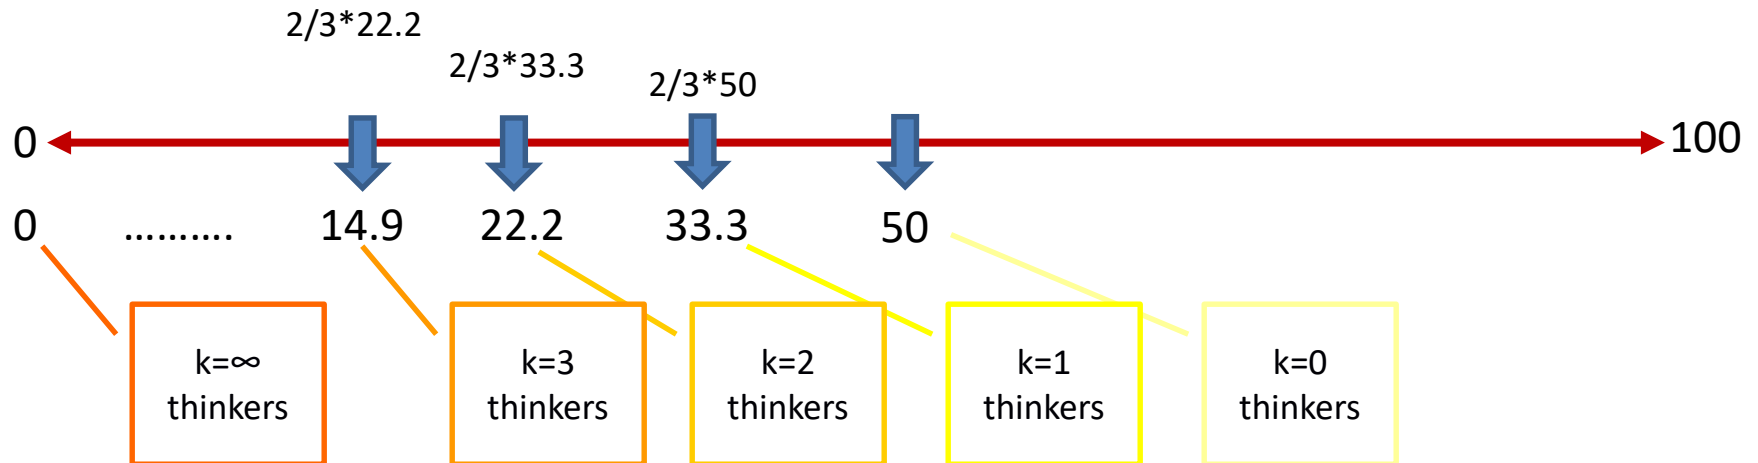 2/3*22.2
2/3*33.3
2/3*50
0
100
0
..........
14.9
22.2
33.3
50
k=∞
thinkers
k=3
thinkers
k=2
thinkers
k=1
thinkers
k=0
thinkers